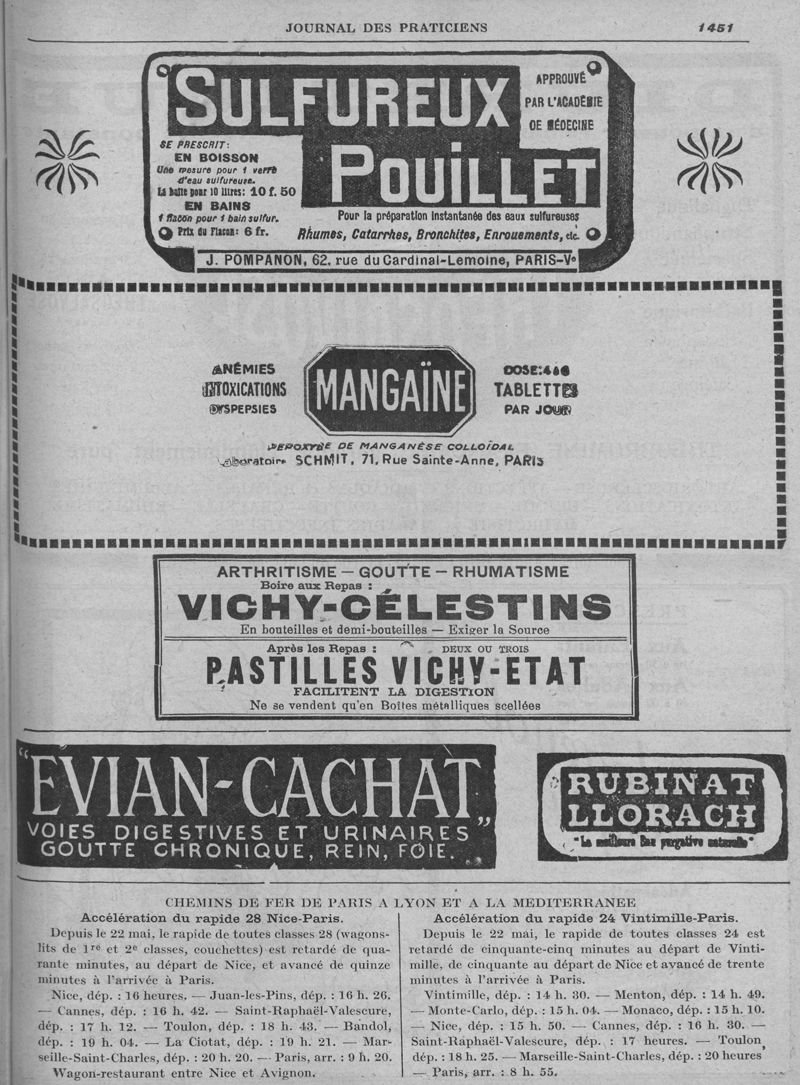 JOURNAL DES PRATICIENS 1451
SULFUREUX
POUILLET
APPROUVÉ
PAR L'ACADÉMIE
DE MÉDECINE
SE PRESCRIT:
EN BOISSON
Une mesure pour 1 verre
d'eau sulfureuse.
La boîte pour 10 litres: 10 f. 50
EN BAINS
1 flacon pour 1 bain sulfur.
Prix du Flacon: 6 fr.
Pour la préparation instantanée des eaux sulfureuses
Rhumes, Catarrhes, Bronchites, Enrouements, etc.
J. POMPANON, 62, rue du Cardinal-Lemoine, PARIS-Ve
ANÉMIES
INTOXICATIONS
DYSPEPSIES
MANGAÏNE
DOSE: 4 à 6
TABLETTES
PAR JOUR
PEROXYDE DE MANGANÈSE COLLOÏDAL
Laboratoire SCHMIT, 71, Rue Sainte-Anne, PARIS
ARTHRITISME — GOUTTE — RHUMATISME
Boire aux Repas :
VICHY-CÉLESTINS
En bouteilles et demi-bouteilles — Exiger la Source
Après les Repas : DEUX OU TROIS
PASTILLES VICHY-ETAT
FACILITENT LA DIGESTION
Ne se vendent qu'en Boîtes métalliques scellées
"EVIAN-CACHAT"
VOIES DIGESTIVES ET URINAIRES
GOUTTE CHRONIQUE, REIN, FOIE.
RUBINAT
LLORACH
"La meilleure Eau purgative naturelle"
CHEMINS DE FER DE PARIS A LYON ET A LA MEDITERRANEE
Accélération du rapide 28 Nice-Paris.
Depuis le 22 mai, le rapide de toutes classes 28 (wagons-
lits de 1re et 2e classes, couchettes) est retardé de qua-
rante minutes, au départ de Nice, et avancé de quinze
minutes à l'arrivée à Paris.
Nice, dép. : 16 heures. — Juan-les-Pins, dép. : 16 h. 26.
— Cannes, dép. : 16 h. 42. — Saint-Raphaël-Valescure,
dép. : 17 h. 12. — Toulon, dép. : 18 h. 43. — Bandol,
dép. : 19 h. 04. — La Ciotat, dép. : 19 h. 21. — Mar-
seille-Saint-Charles, dép. : 20 h. 20. — Paris, arr. : 9 h. 20.
Wagon-restaurant entre Nice et Avignon.
Accélération du rapide 24 Vintimille-Paris.
Depuis le 22 mai, le rapide de toutes classes 24 est
retardé de cinquante-cinq minutes au départ de Vinti-
mille, de cinquante au départ de Nice et avancé de trente
minutes à l'arrivée à Paris.
Vintimille, dép. : 14 h. 30. — Menton, dép. : 14 h. 49.
— Monte-Carlo, dép. : 15 h. 04. — Monaco, dép. : 15 h. 10.
— Nice, dép. : 15 h. 50. — Cannes, dép. : 16 h. 30. —
Saint-Raphaël-Valescure, dép. : 17 heures. — Toulon,
dép. : 18 h. 25. — Marseille-Saint-Charles, dép. : 20 heures
— Paris, arr. : 8 h. 55.